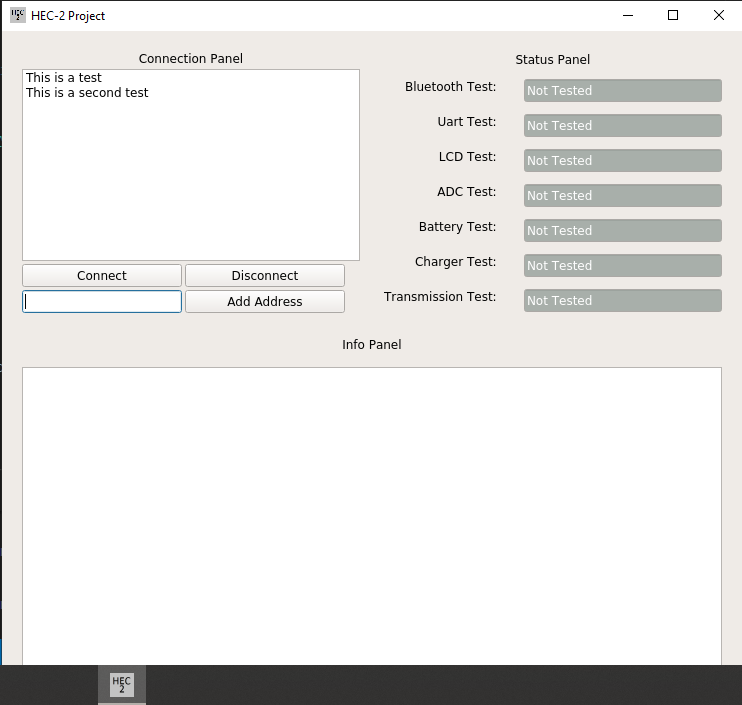 HEC 2 HEC-2 Project
Connection Panel
Status Panel
This is a test
This is a second test
Bluetooth Test: Not Tested
Uart Test: Not Tested
LCD Test: Not Tested
ADC Test: Not Tested
Battery Test: Not Tested
Charger Test: Not Tested
Transmission Test: Not Tested
Connect Disconnect
Add Address
Info Panel
HEC
2